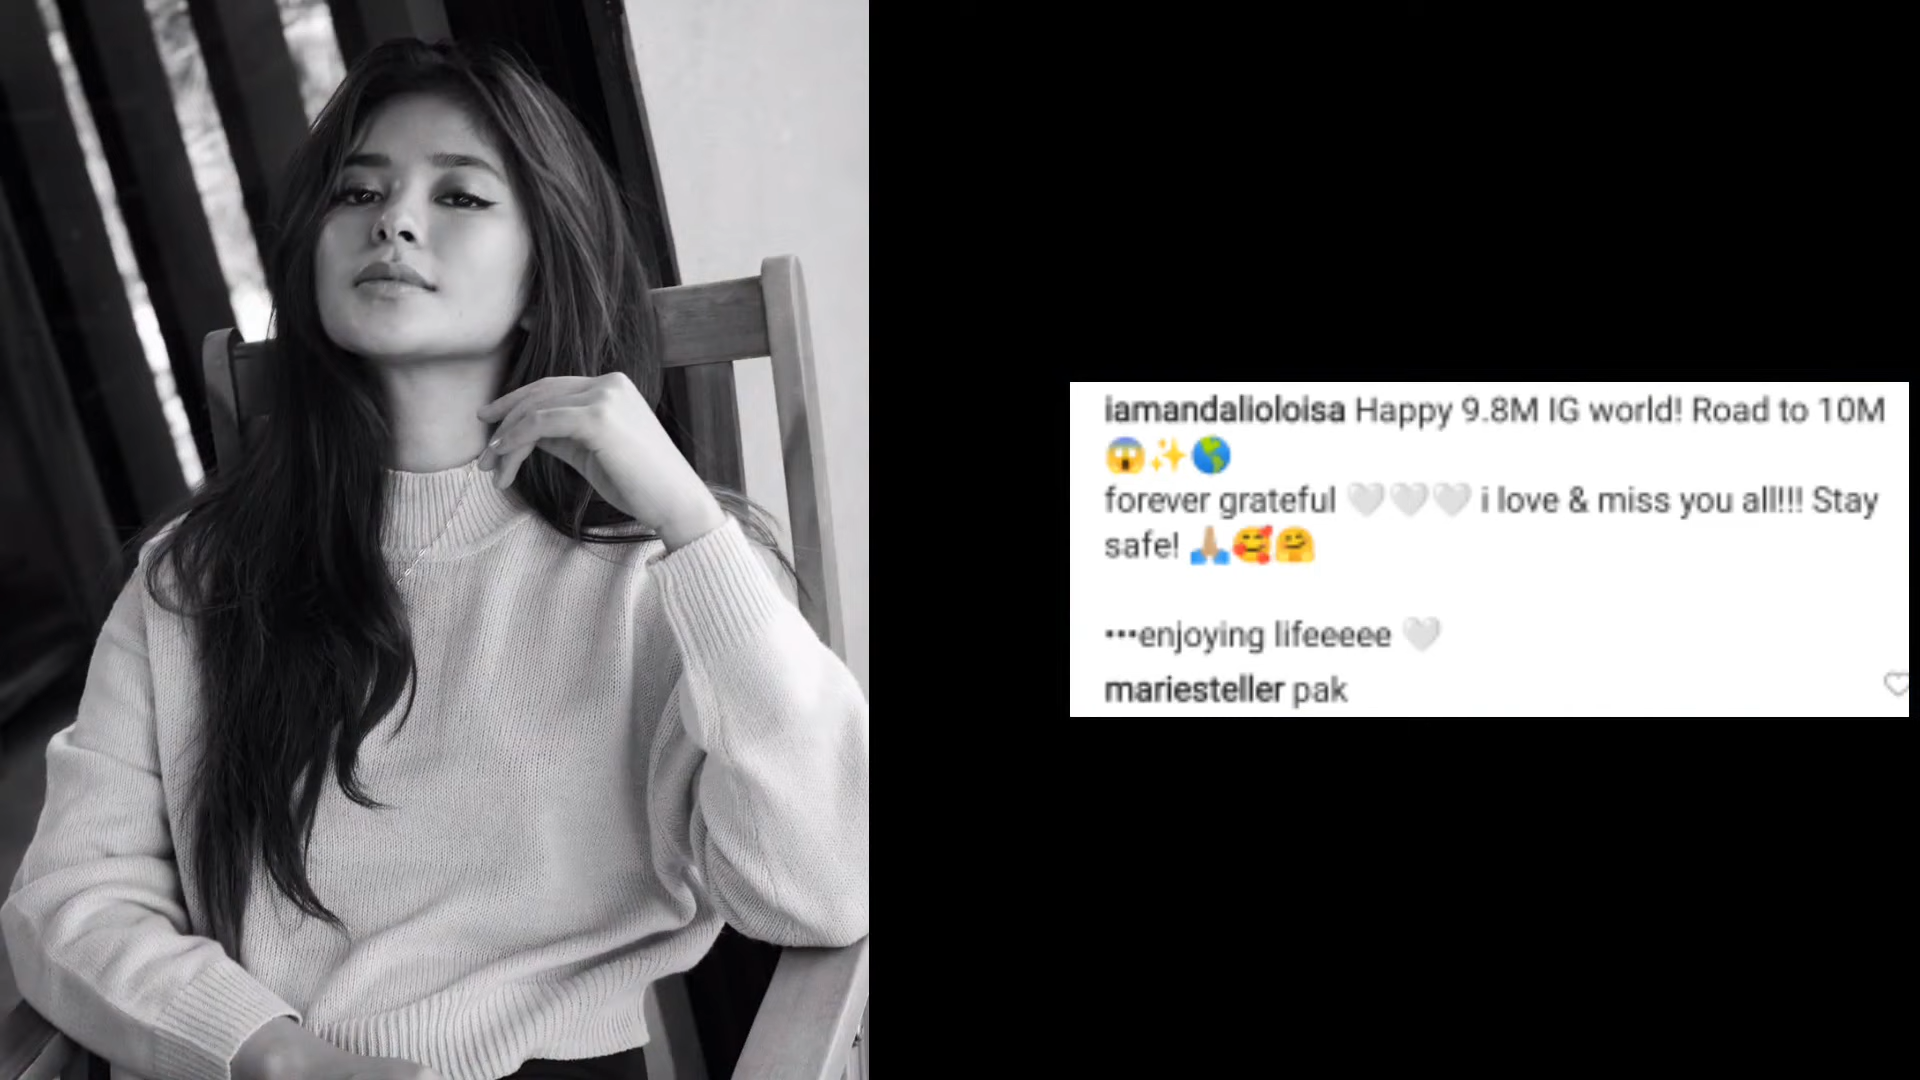 iamandalioloisa Happy 9.8M IG world! Road to 10M
😱✨🌎
forever grateful 🤍🤍🤍 i love & miss you all!!! Stay
safe! 🙏🏼🥰🤗
•••enjoying lifeeeee 🤍
mariesteller pak